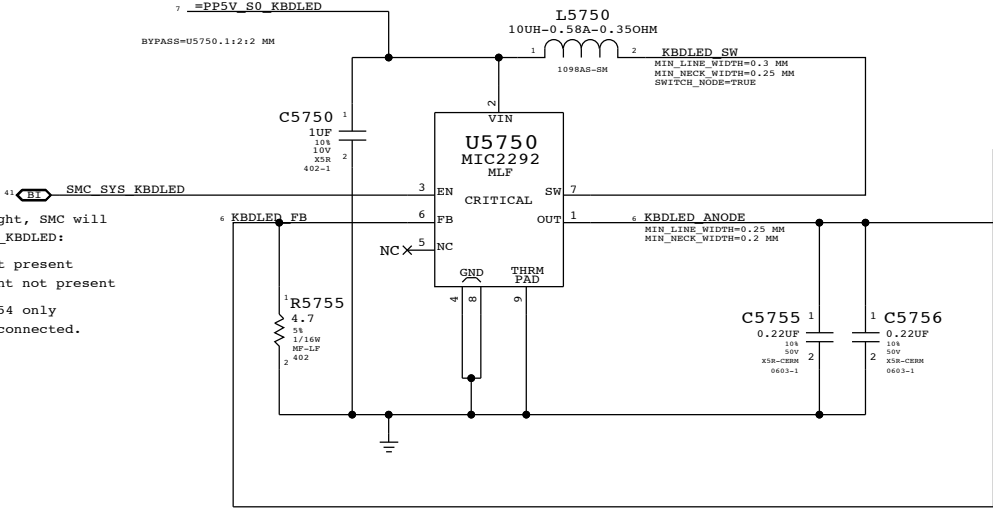 7 =PP5V_S0_KBDLED
BYPASS=U5750.1:2:2 MM
L5750
10UH-0.58A-0.35OHM
1 2
1098AS-SM
KBDLED_SW
MIN_LINE_WIDTH=0.3 MM
MIN_NECK_WIDTH=0.25 MM
SWITCH_NODE=TRUE
C5750 1
1UF
10%
10V
X5R 2
402-1
2
VIN
U5750
MIC2292
MLF
CRITICAL
41 BI SMC_SYS_KBDLED 3 EN
SW 7
6 KBDLED_FB 6 FB
OUT 1 6 KBDLED_ANODE
MIN_LINE_WIDTH=0.25 MM
MIN_NECK_WIDTH=0.2 MM
NC 5 NC
GND
THRM
PAD
4 8 9
ght, SMC will
_KBDLED:
t present
nt not present
54 only
connected.
1 R5755
4.7
5%
1/16W
MF-LF
402
2
C5755 1
0.22UF
10%
50V
X5R-CERM 2
0603-1
1 C5756
0.22UF
10%
50V
2 X5R-CERM
0603-1